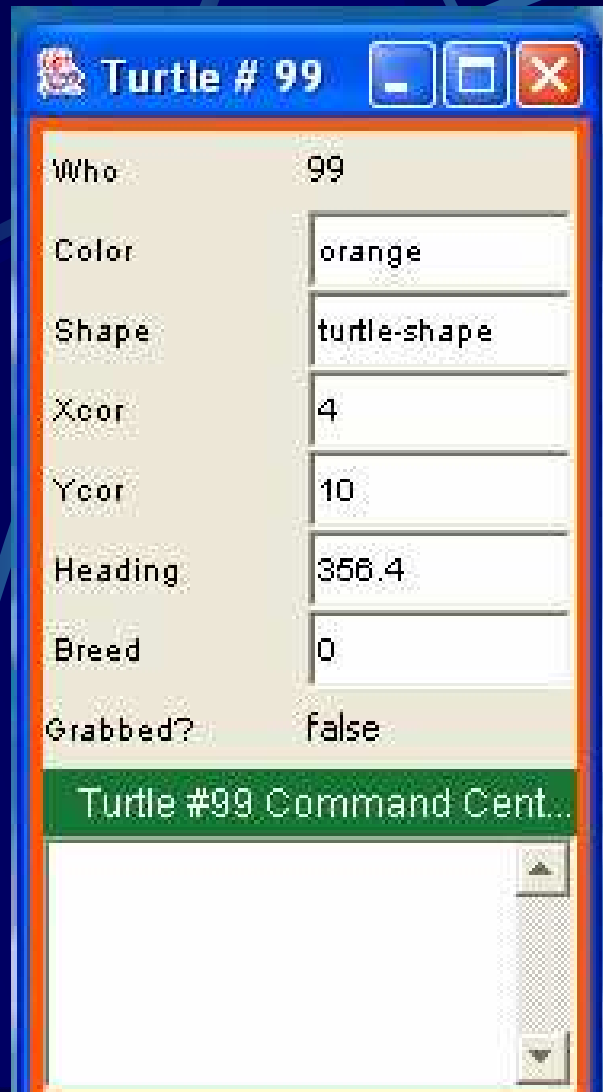 Turtle # 99
Who 99
Color orange
Shape turtle-shape
Xcor 4
Ycor 10
Heading 356.4
Breed 0
Grabbed? false
Turtle #99 Command Cent...